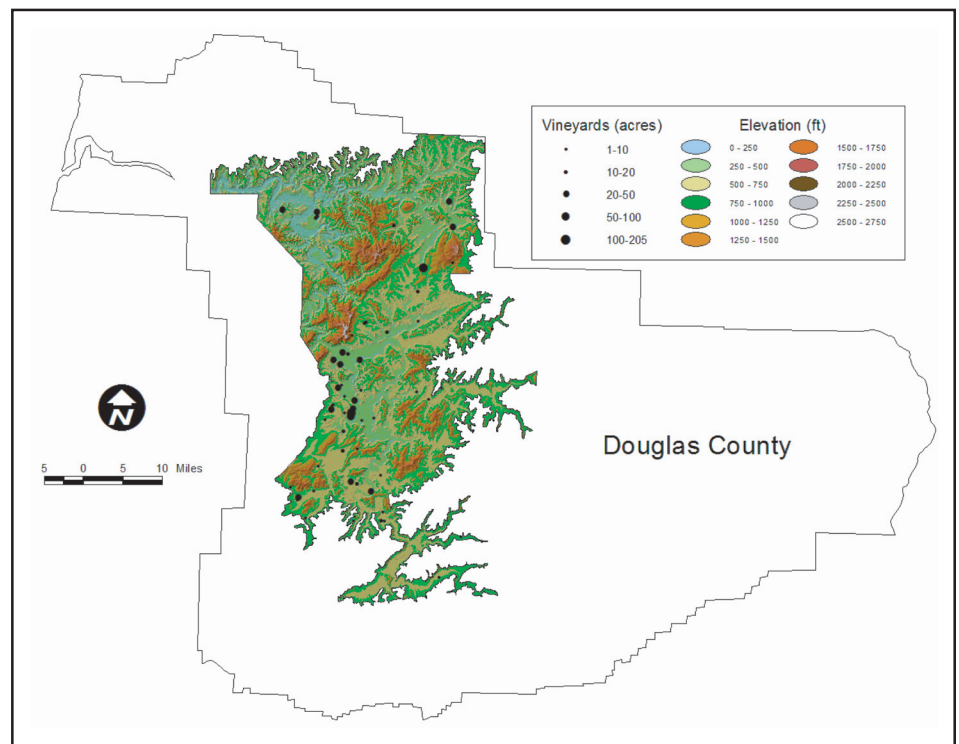 Vineyards (acres)
1-10
10-20
20-50
50-100
100-205
Elevation (ft)
0 - 250
250 - 500
500 - 750
750 - 1000
1000 - 1250
1250 - 1500
1500 - 1750
1750 - 2000
2000 - 2250
2250 - 2500
2500 - 2750
N
Douglas County
5 0 5 10 Miles